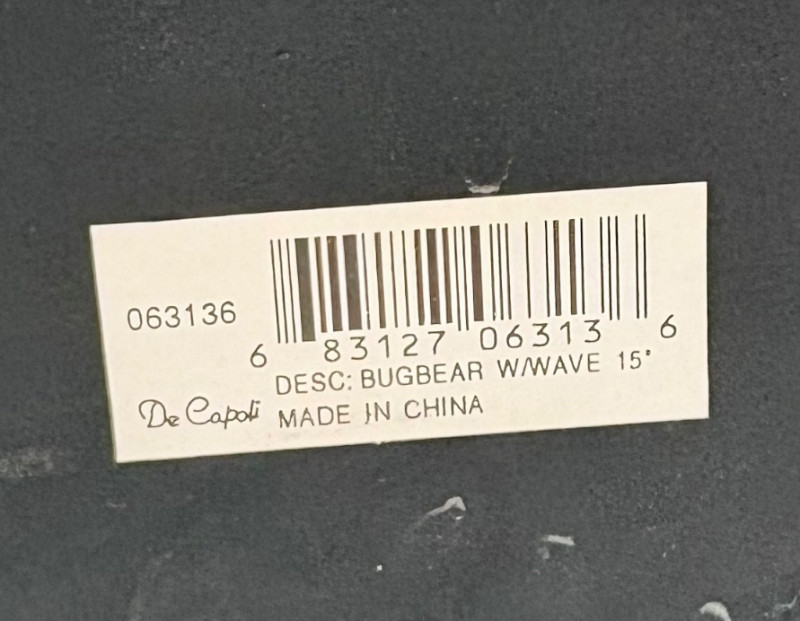 063136
6 83127 06313 6
DESC: BUGBEAR W/WAVE 15"
De Capoli MADE IN CHINA